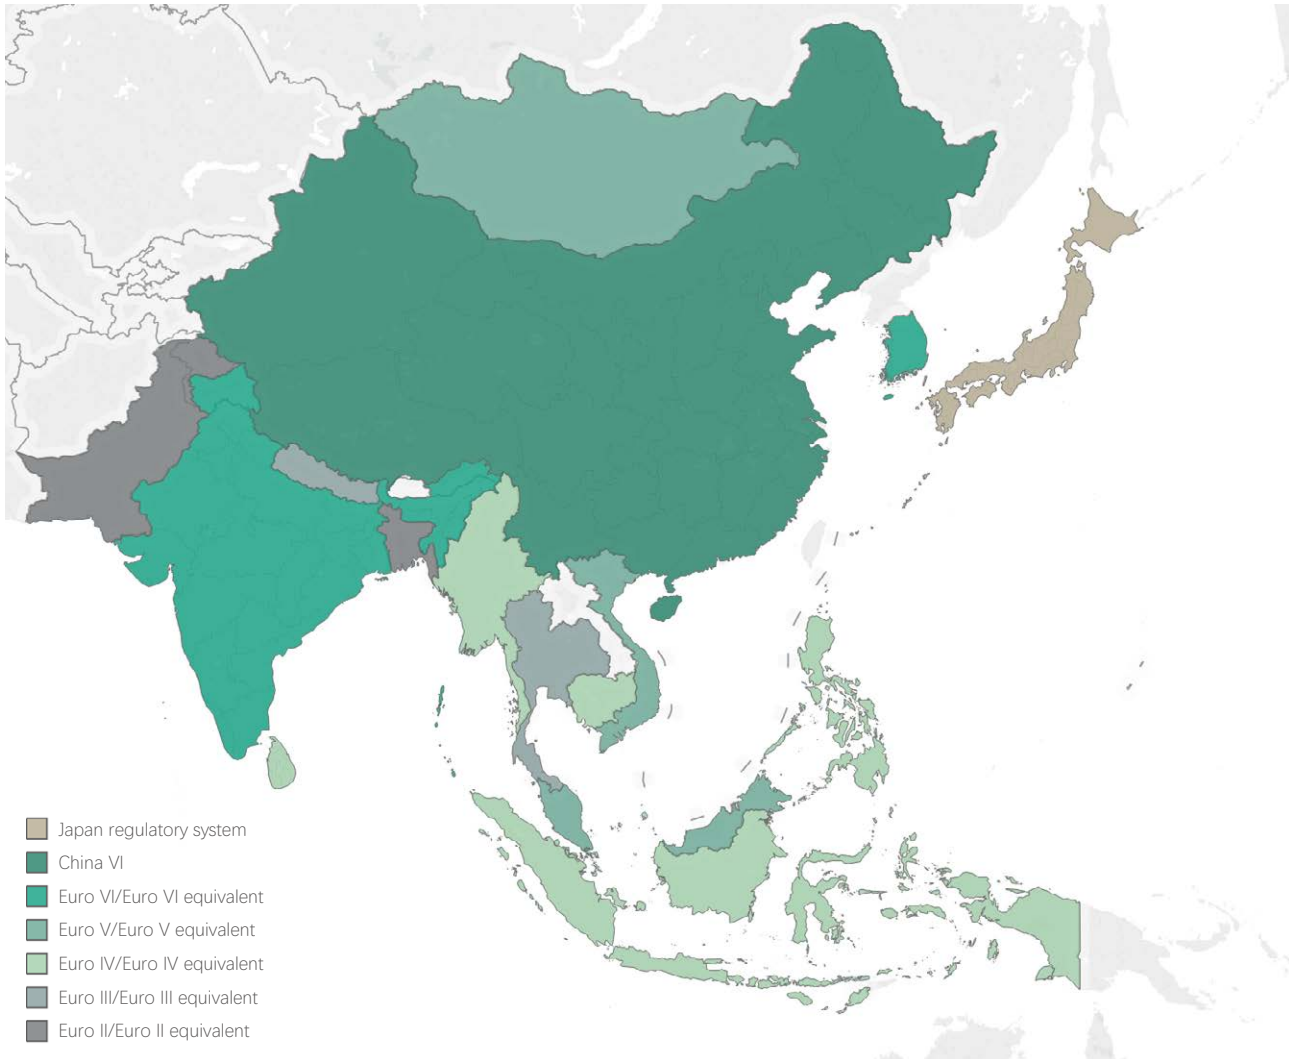 Japan regulatory system
China VI
Euro VI/Euro VI equivalent
Euro V/Euro V equivalent
Euro IV/Euro IV equivalent
Euro III/Euro III equivalent
Euro II/Euro II equivalent